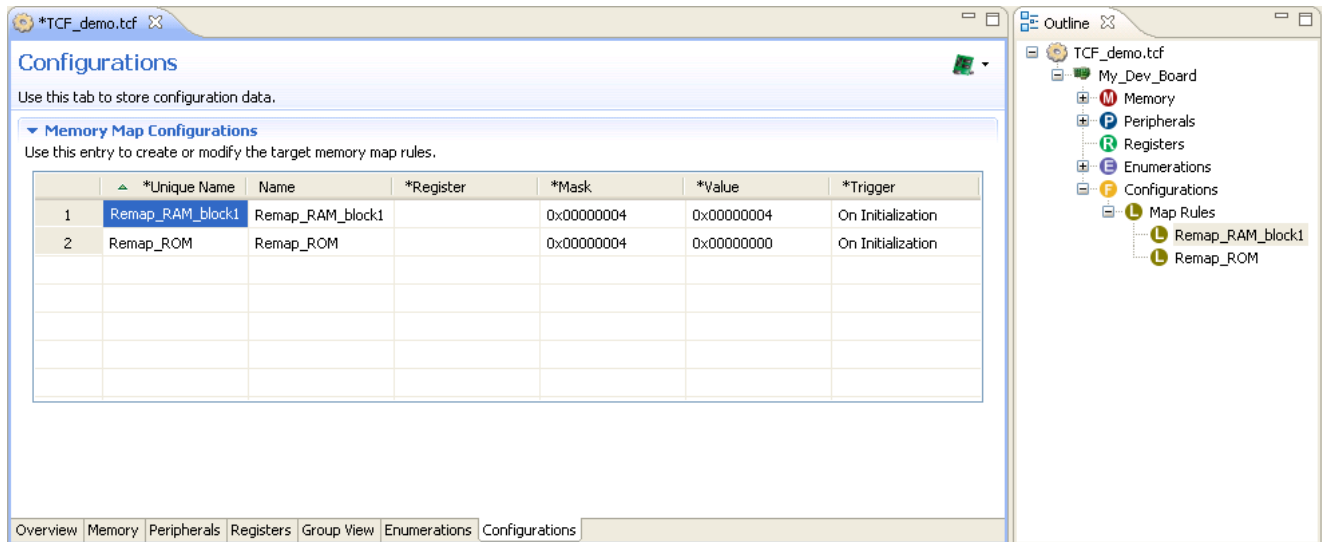 *TCF_demo.tcf
Configurations
Use this tab to store configuration data.
Memory Map Configurations
Use this entry to create or modify the target memory map rules.
*Unique Name Name *Register *Mask *Value *Trigger
1 Remap_RAM_block1 Remap_RAM_block1 0x00000004 0x00000004 On Initialization
2 Remap_ROM Remap_ROM 0x00000004 0x00000000 On Initialization
Overview Memory Peripherals Registers Group View Enumerations Configurations
Outline
TCF_demo.tcf
My_Dev_Board
M Memory
P Peripherals
R Registers
E Enumerations
F Configurations
L Map Rules
L Remap_RAM_block1
L Remap_ROM